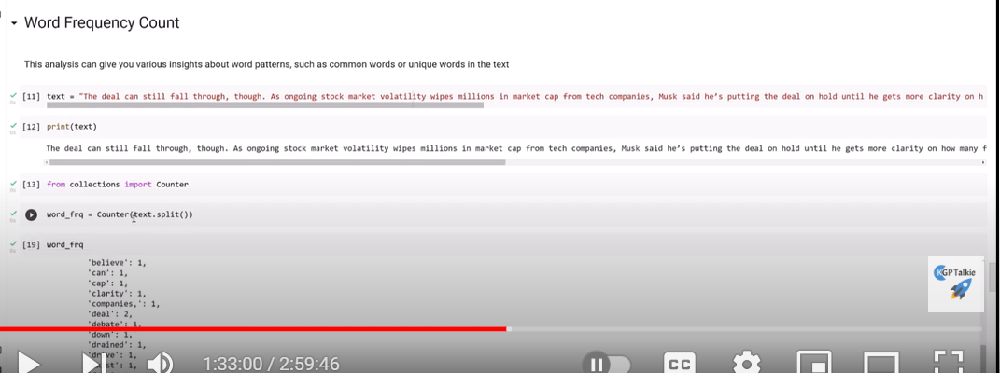 Word Frequency Count
This analysis can give you various insights about word patterns, such as common words or unique words in the text
[11] text = "The deal can still fall through, though. As ongoing stock market volatility wipes millions in market cap from tech companies, Musk said he's putting the deal on hold until he gets more clarity on h
[12] print(text)
The deal can still fall through, though. As ongoing stock market volatility wipes millions in market cap from tech companies, Musk said he's putting the deal on hold until he gets more clarity on how many f
[13] from collections import Counter
word_frq = Counter(text.split())
[19] word_frq
'believe': 1,
'can': 1,
'cap': 1,
'clarity': 1,
'companies,': 1,
'deal': 2,
'debate': 1,
'down': 1,
'drained': 1,
KGPTalkie
1:33:00 / 2:59:46
CC